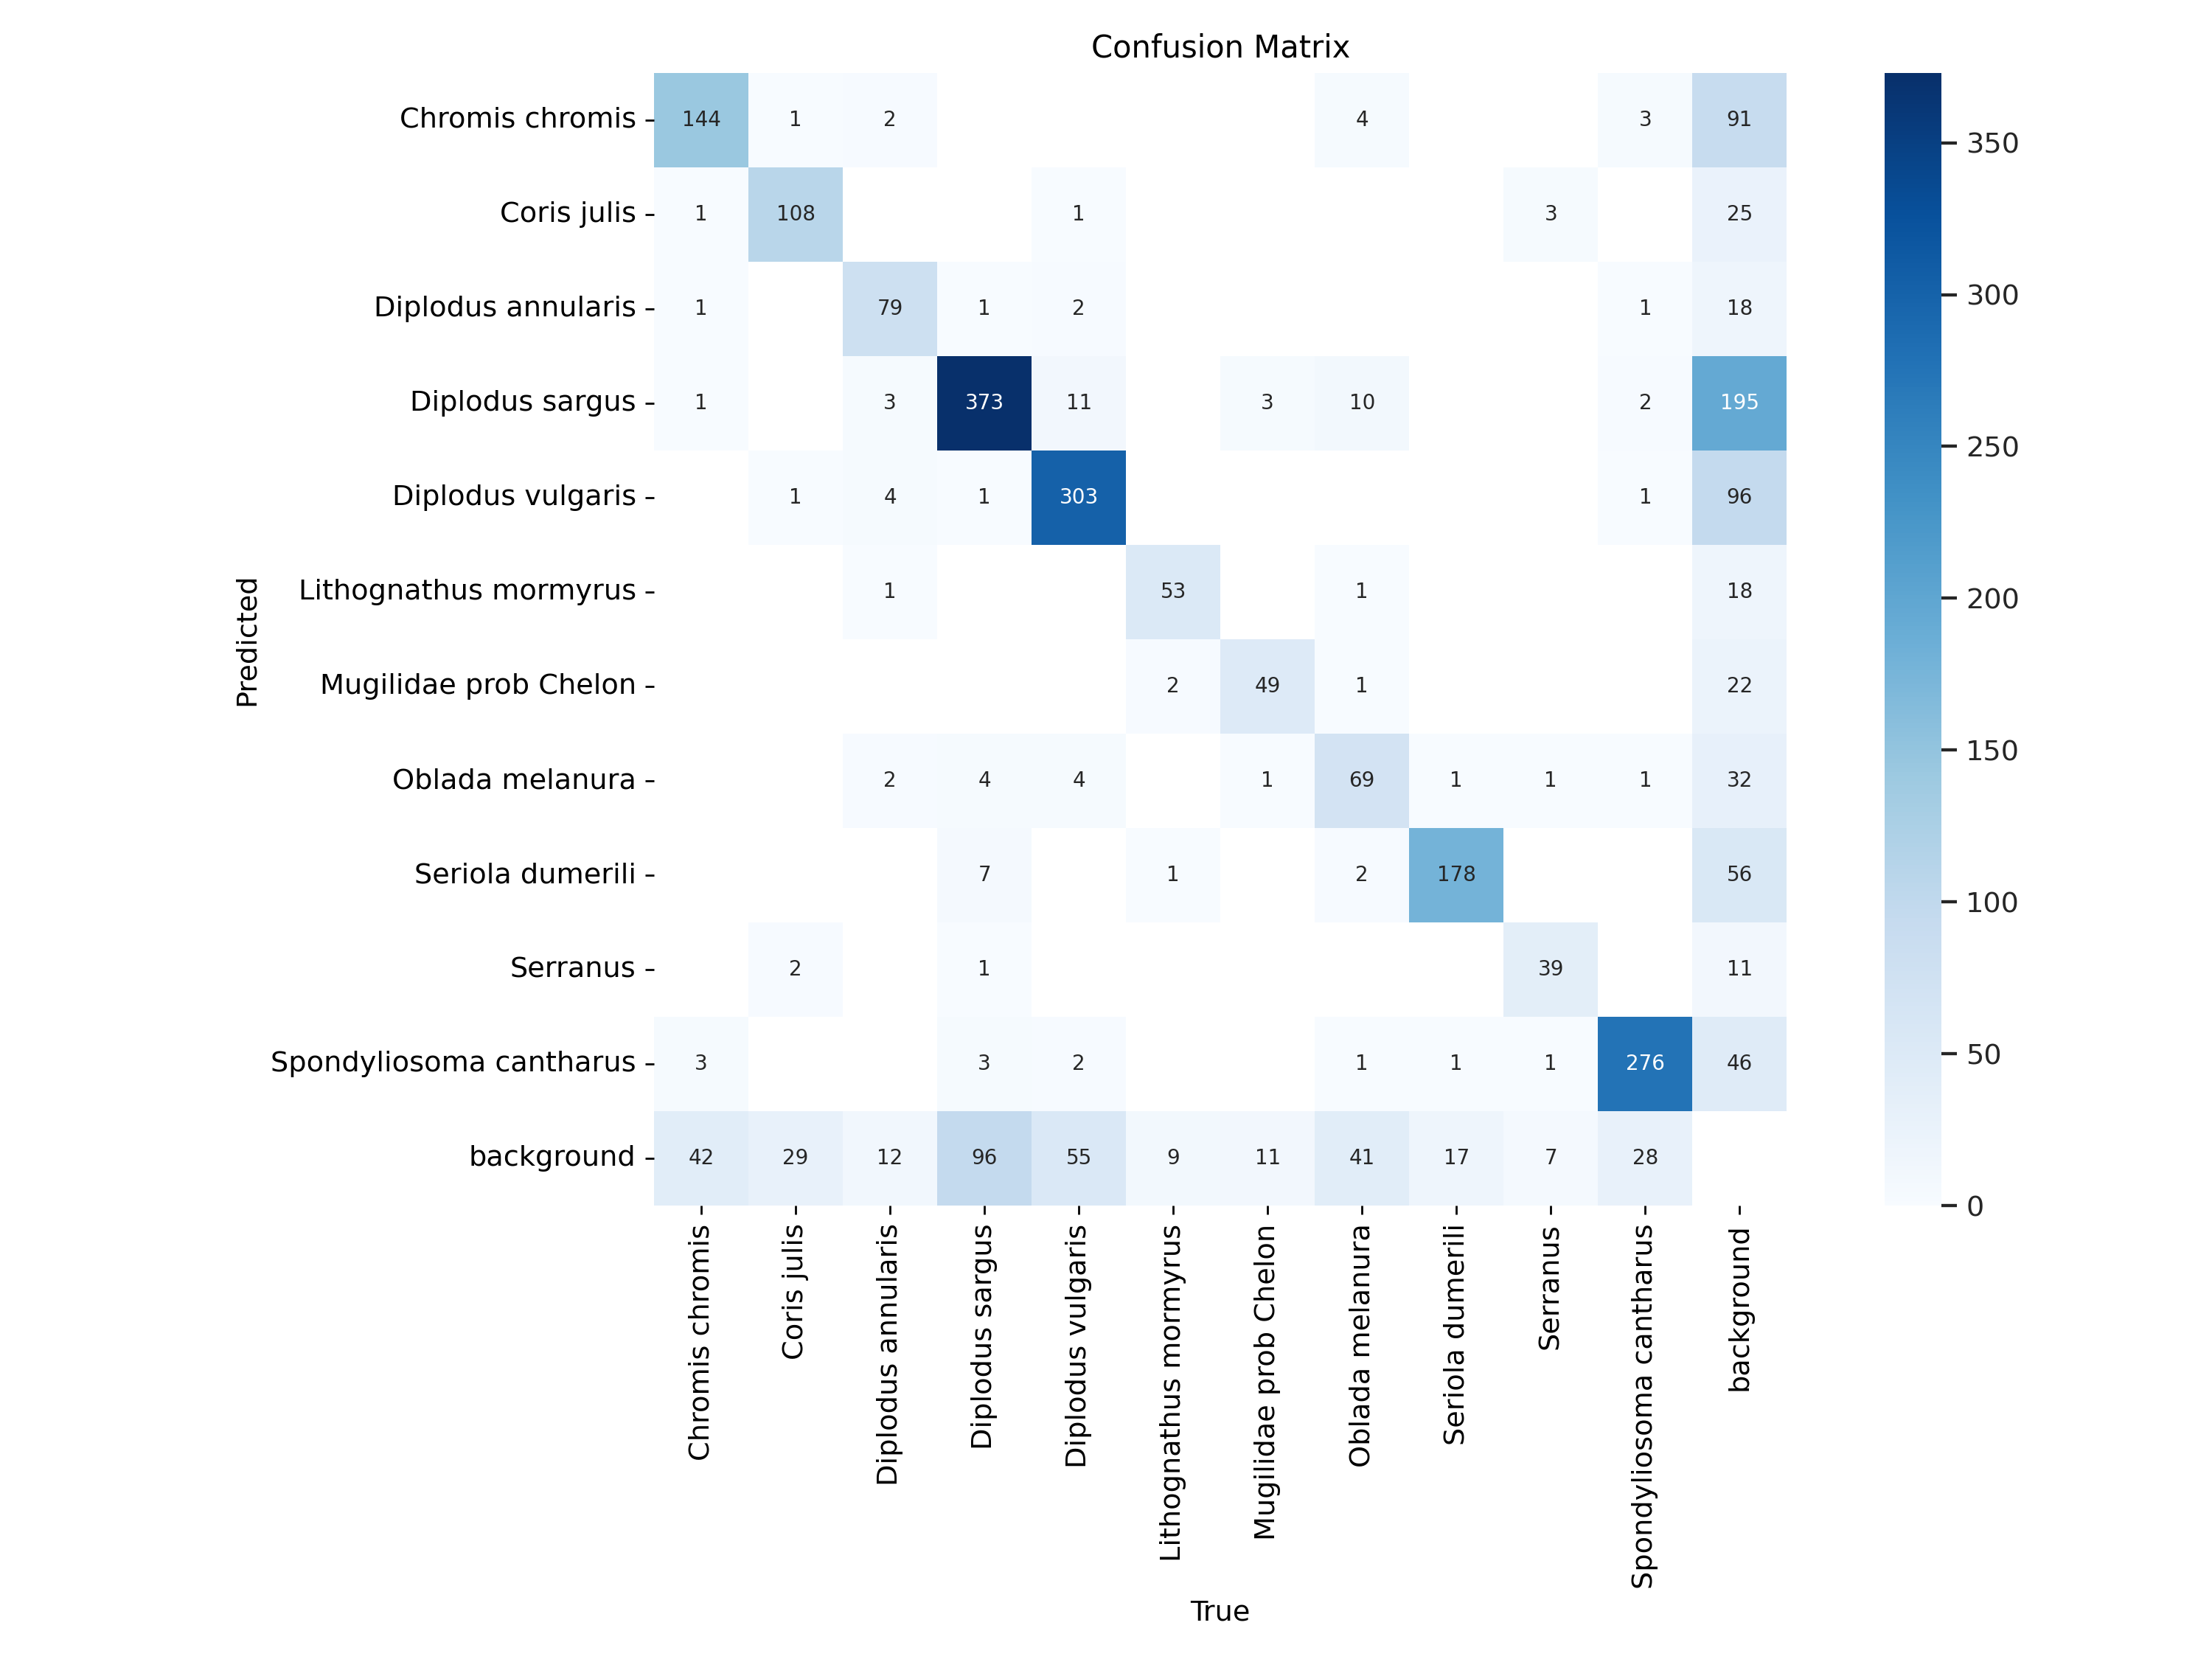 Confusion Matrix
Chromis chromis 144 1 2 4 3 91
Coris julis 1 108 1 3 25
Diplodus annularis 1 79 1 2 1 18
Diplodus sargus 1 3 373 11 3 10 2 195
Diplodus vulgaris 1 4 1 303 1 96
Lithognathus mormyrus 1 53 1 18
Mugilidae prob Chelon 2 49 1 22
Oblada melanura 2 4 4 1 69 1 1 1 32
Seriola dumerili 7 1 2 178 56
Serranus 2 1 39 11
Spondyliosoma cantharus 3 3 2 1 1 1 276 46
background 42 29 12 96 55 9 11 41 17 7 28
Predicted
Chromis chromis
Coris julis
Diplodus annularis
Diplodus sargus
Diplodus vulgaris
Lithognathus mormyrus
Mugilidae prob Chelon
Oblada melanura
Seriola dumerili
Serranus
Spondyliosoma cantharus
background
True
350
300
250
200
150
100
50
0